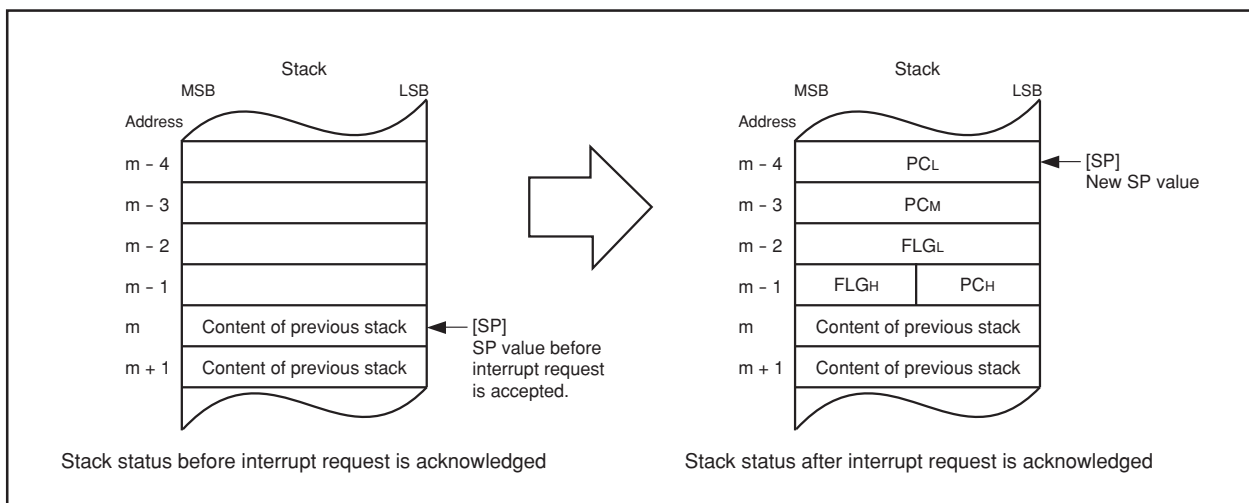 Stack
MSB LSB
Address
m – 4
m – 3
m – 2
m – 1
m Content of previous stack [SP]
SP value before
interrupt request
is accepted.
m + 1 Content of previous stack
Stack status before interrupt request is acknowledged
Stack
MSB LSB
Address
m – 4 PCL [SP]
New SP value
m – 3 PCM
m – 2 FLGL
m – 1 FLGH PCH
m Content of previous stack
m + 1 Content of previous stack
Stack status after interrupt request is acknowledged